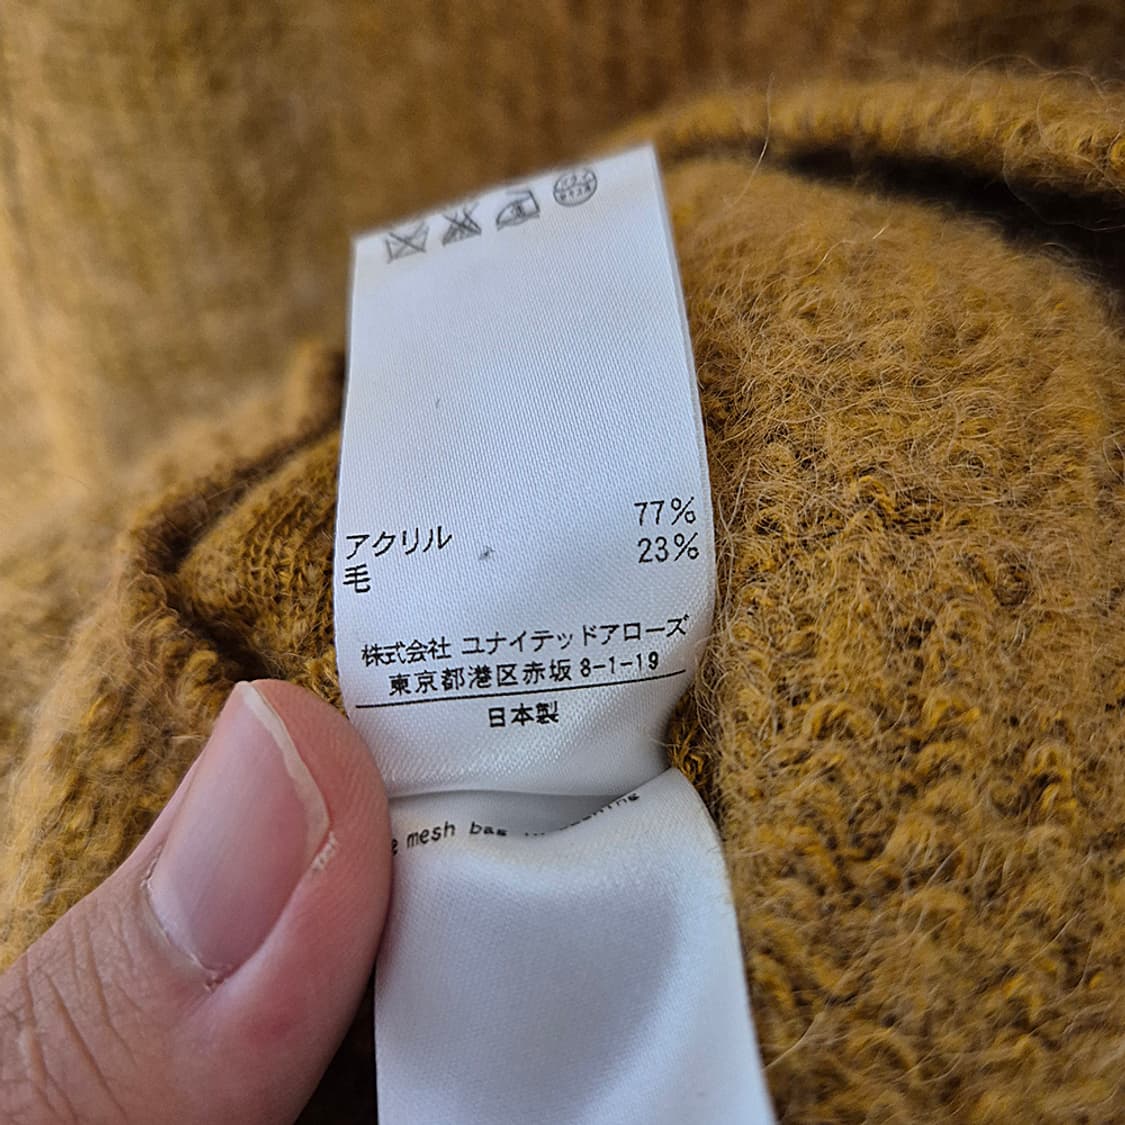 アクリル 77%
毛 23%
株式会社 ユナイテッドアローズ
東京都港区赤坂 8-1-19
日本製
mesh bag